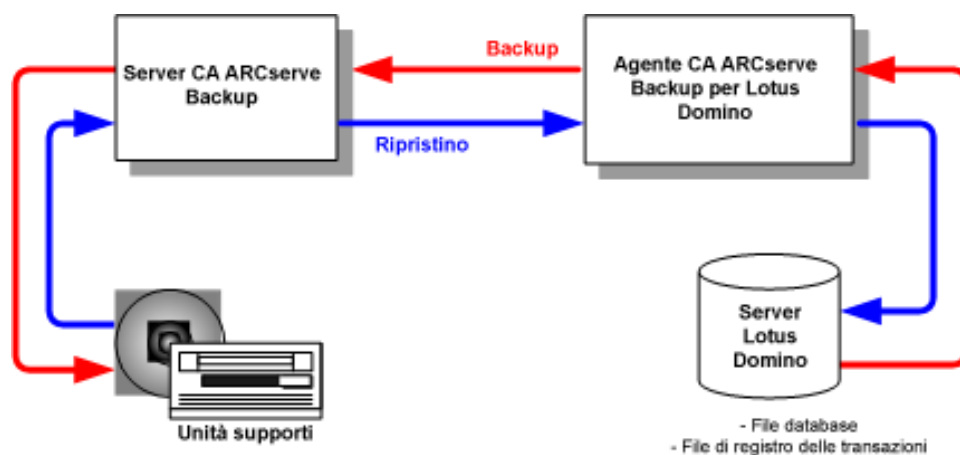 Server CA ARCserve
Backup
Backup
Ripristino
Agente CA ARCserve
Backup per Lotus
Domino
Server
Lotus
Domino
Unità supporti
- File database
- File di registro delle transazioni